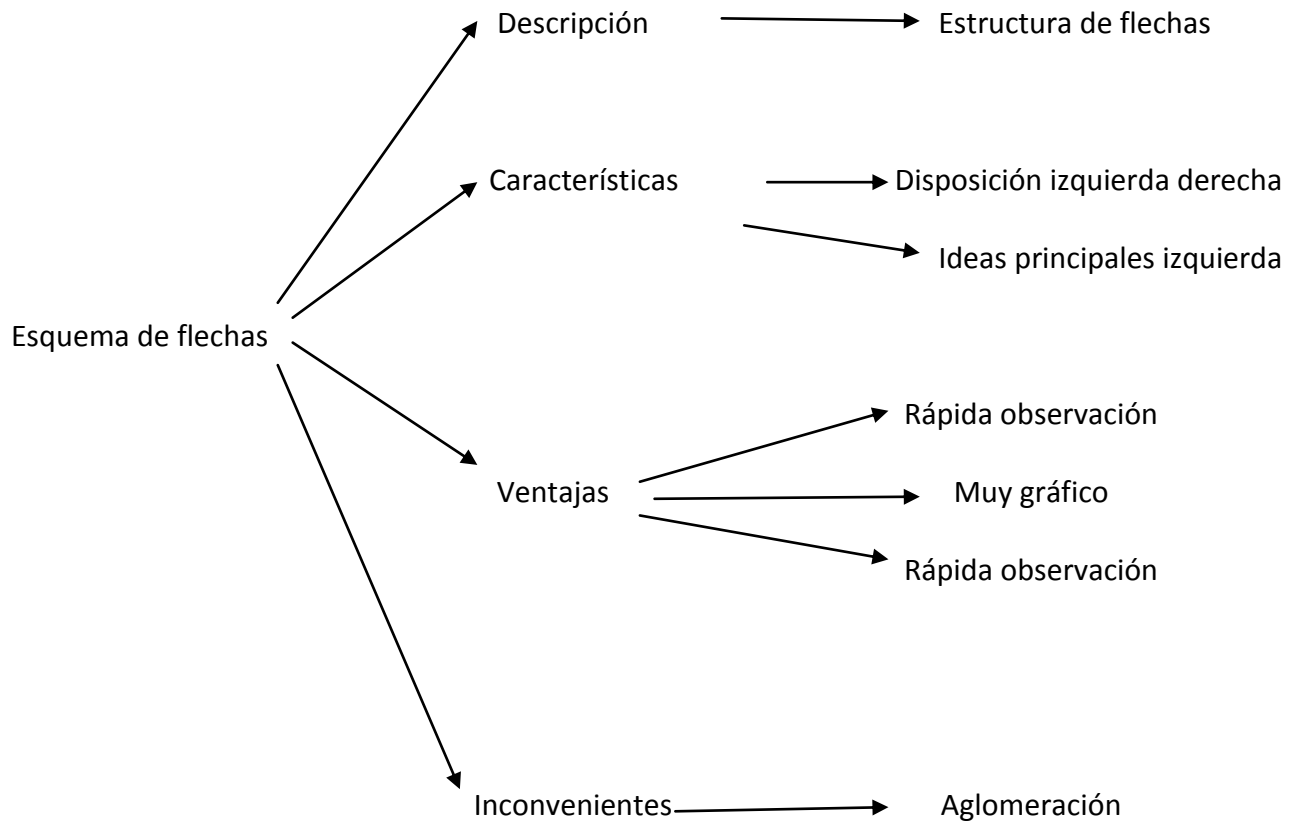 Descripción
Estructura de flechas
Característícas
Disposición izquierda derecha
Ideas principales izquierda
Esquema de flechas
Rápida observación
Ventajas
Muy gráfico
Rápida observación
Inconvenientes
Aglomeración